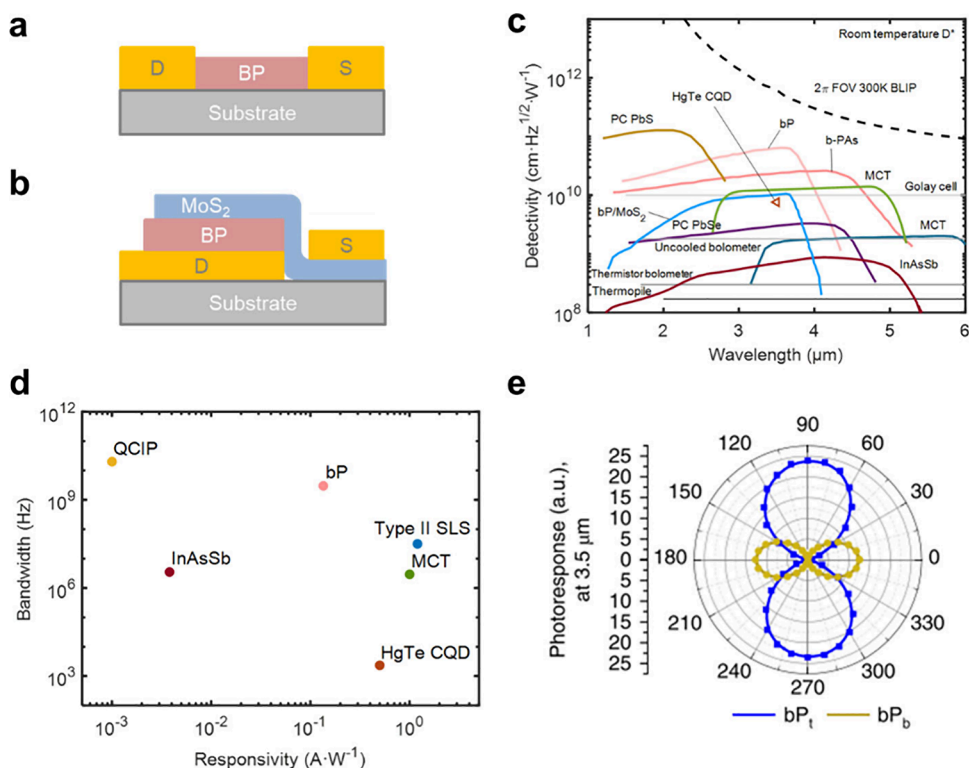 a
D
BP
S
Substrate
b
MoS₂
BP
S
D
Substrate
c
Detectivity (cm·Hz^1/2·W^-1)
10^12
10^10
10^8
1
2
3
4
5
6
Wavelength (μm)
Room temperature D*
2π FOV 300K BLIP
HgTe CQD
PC PbS
bP
b-PAs
MCT
Golay cell
bP/MoS₂
PC PbSe
MCT
Uncooled bolometer
InAsSb
Thermistor bolometer
Thermopile
d
Bandwidth (Hz)
10^12
10^9
10^6
10^3
10^-3
10^-2
10^-1
10^0
Responsivity (A·W^-1)
QCIP
bP
Type II SLS
InAsSb
MCT
HgTe CQD
e
Photoresponse (a.u.),
at 3.5 μm
25
20
15
10
5
0
5
10
15
20
25
90
120
60
150
30
180
0
210
330
240
300
270
bPt
bPb